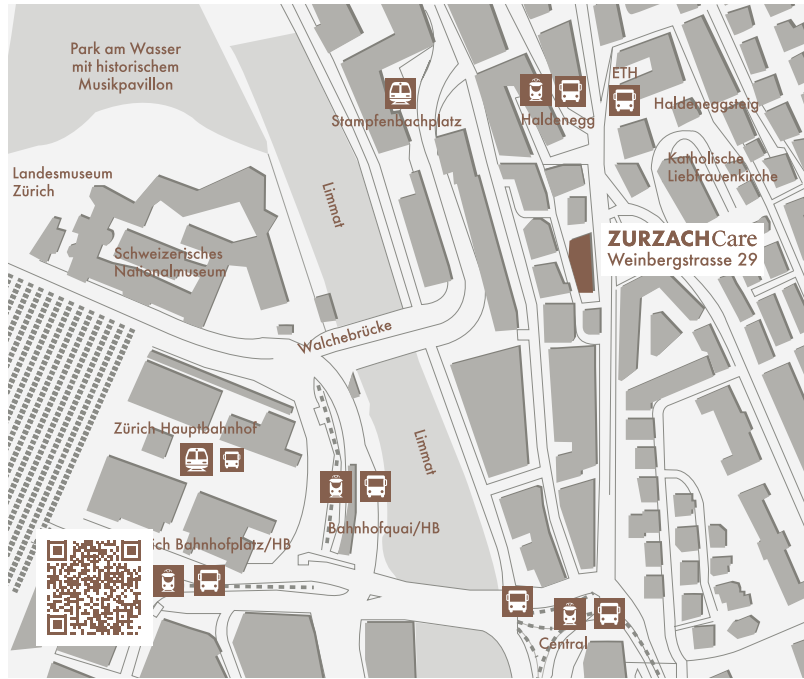 Park am Wasser
mit historischem
Musikpavillon
ETH
Stampfenbachplatz
Haldenegg
Haldeneggsteig
Katholische
Liebfrauenkirche
Landesmuseum
Zürich
Limmat
Schweizerisches
Nationalmuseum
ZURZACHCare
Weinbergstrasse 29
Walchebrücke
Zürich Hauptbahnhof
Limmat
Bahnhofquai/HB
ich Bahnhofplatz/HB
Central